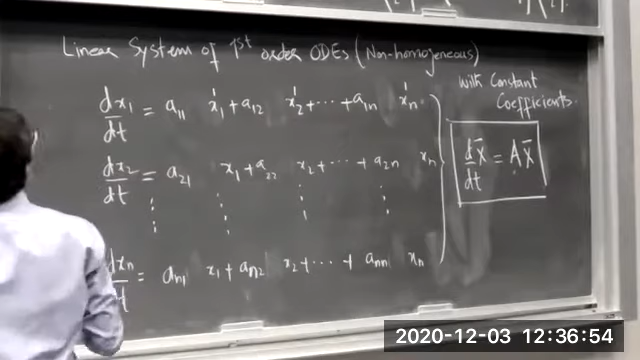 Linear System of 1st order ODEs (Non-homogeneous)
with Constant
Coefficients.
dx1/dt = a11 x1 + a12 x2 + ... + a1n xn
dx2/dt = a21 x1 + a22 x2 + ... + a2n xn
dxn/dt = an1 x1 + an2 x2 + ... + ann xn
dX̄/dt = AX̄
2020-12-03 12:36:54